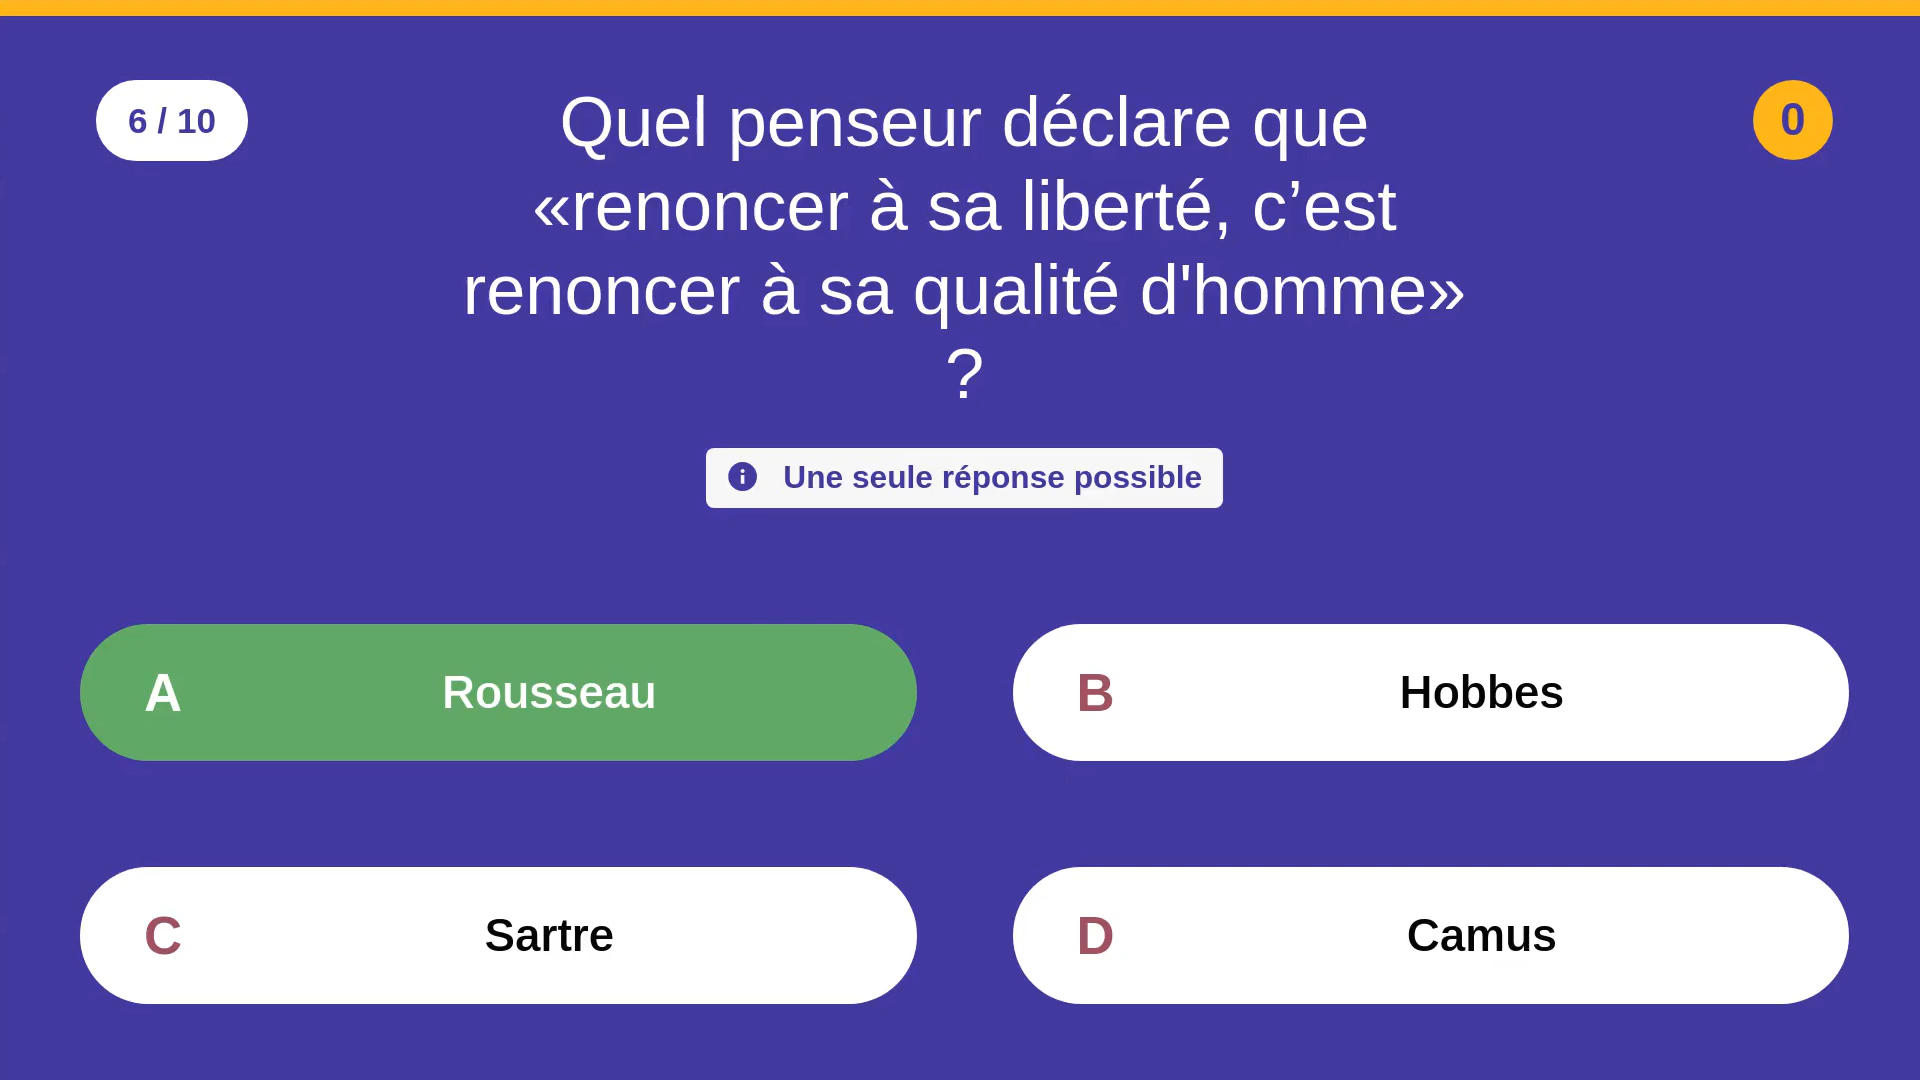 6 / 10
Quel penseur déclare que
«renoncer à sa liberté, c’est
renoncer à sa qualité d'homme»
?
0
Une seule réponse possible
A Rousseau
B Hobbes
C Sartre
D Camus